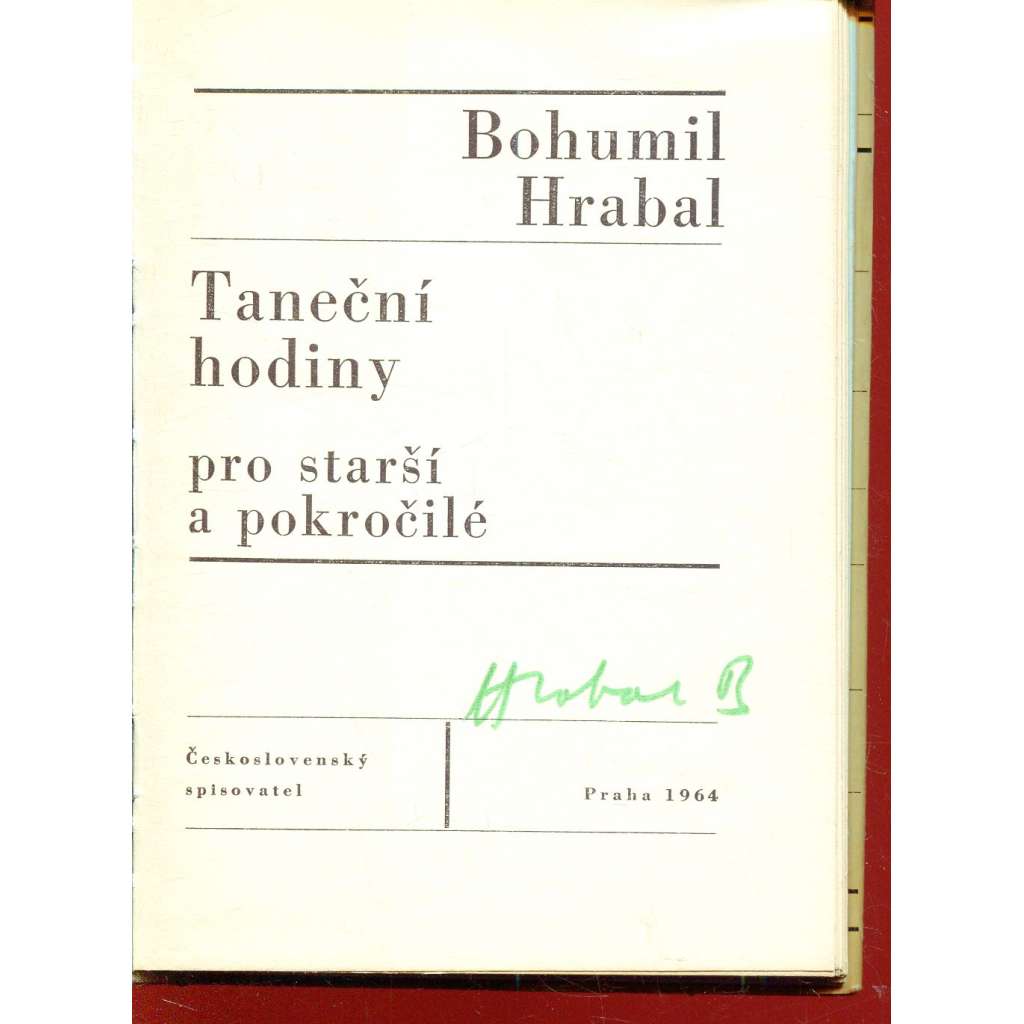 Bohumil
Hrabal
Taneční
hodiny
pro starší
a pokročilé
Hrabal B
Československý
spisovatel
Praha 1964